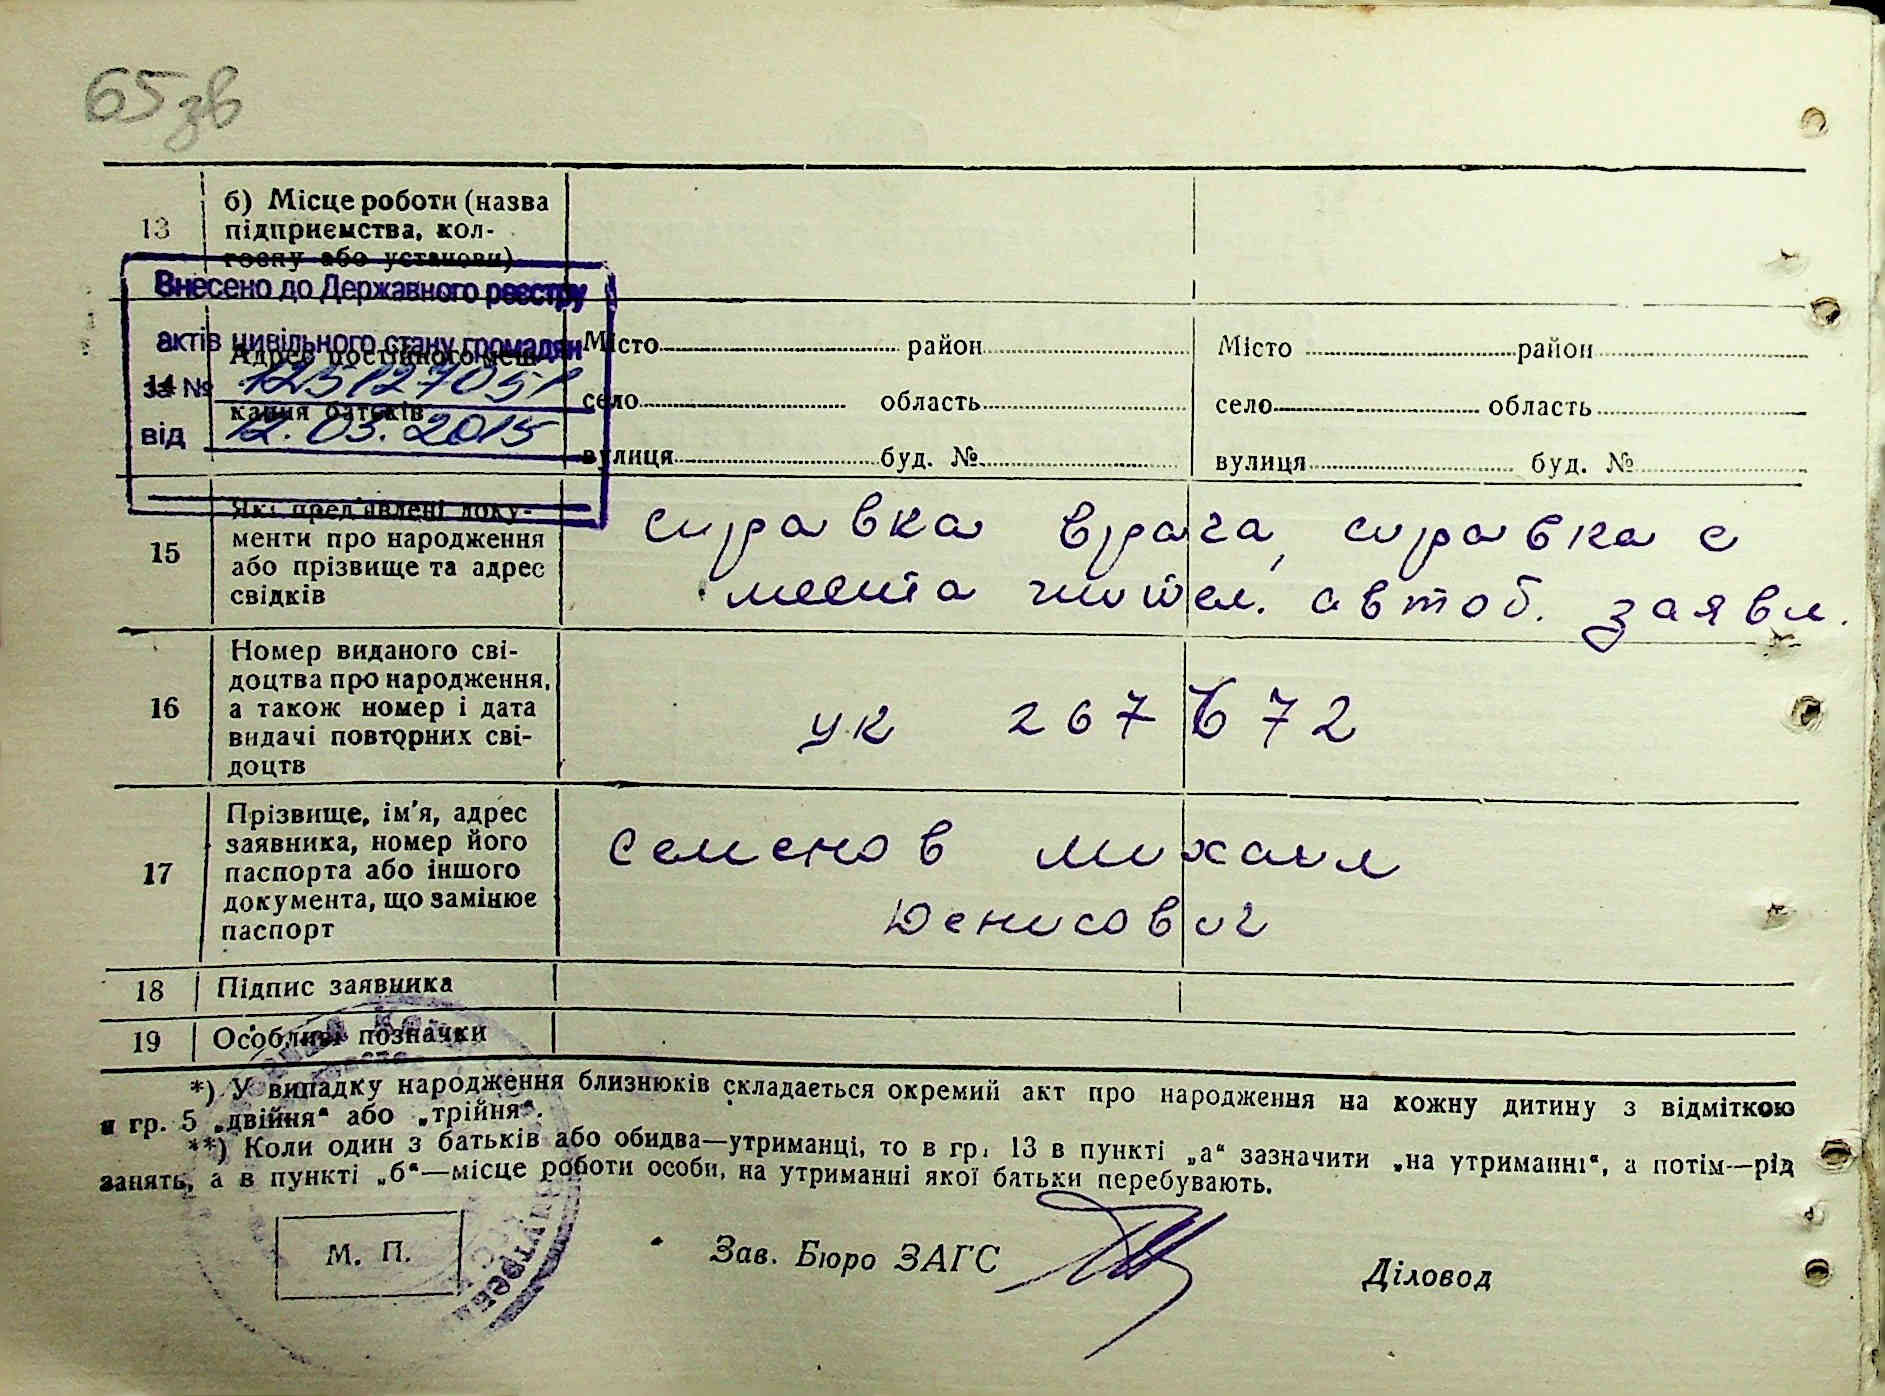 65 зв
13
б) Місце роботи (назва
підприємства, кол-
госпу або установи)
Внесено до Державного реєстру
актів цивільного стану громадян
за №
від 12.03.2015
14
Адрес постійного меш-
кання батьків
Місто район Місто район
село область село область
вулиця буд. № вулиця буд. №
15
Які пред'явлені доку-
менти про народження
або прізвище та адрес
свідків
справка врача, справка с
места жител. автоб. заявл.
16
Номер виданого сві-
доцтва про народження,
а також номер і дата
видачі повторних сві-
доцтв
УК 267 672
17
Прізвище, ім'я, адрес
заявника, номер його
паспорта або іншого
документа, що замінює
паспорт
Семенов Михаил
Денисович
18 Підпис заявника
19 Особливі позначки
*) У випадку народження близнюків складається окремий акт про народження на кожну дитину з відміткою
в гр. 5 „двійня“ або „трійня“.
**) Коли один з батьків або обидва—утриманці, то в гр. 13 в пункті „а“ зазначити „на утриманні“, а потім—рід
занять, а в пункті „б“—місце роботи особи, на утриманні якої батьки перебувають.
М. П.
Зав. Бюро ЗАГС
Діловод